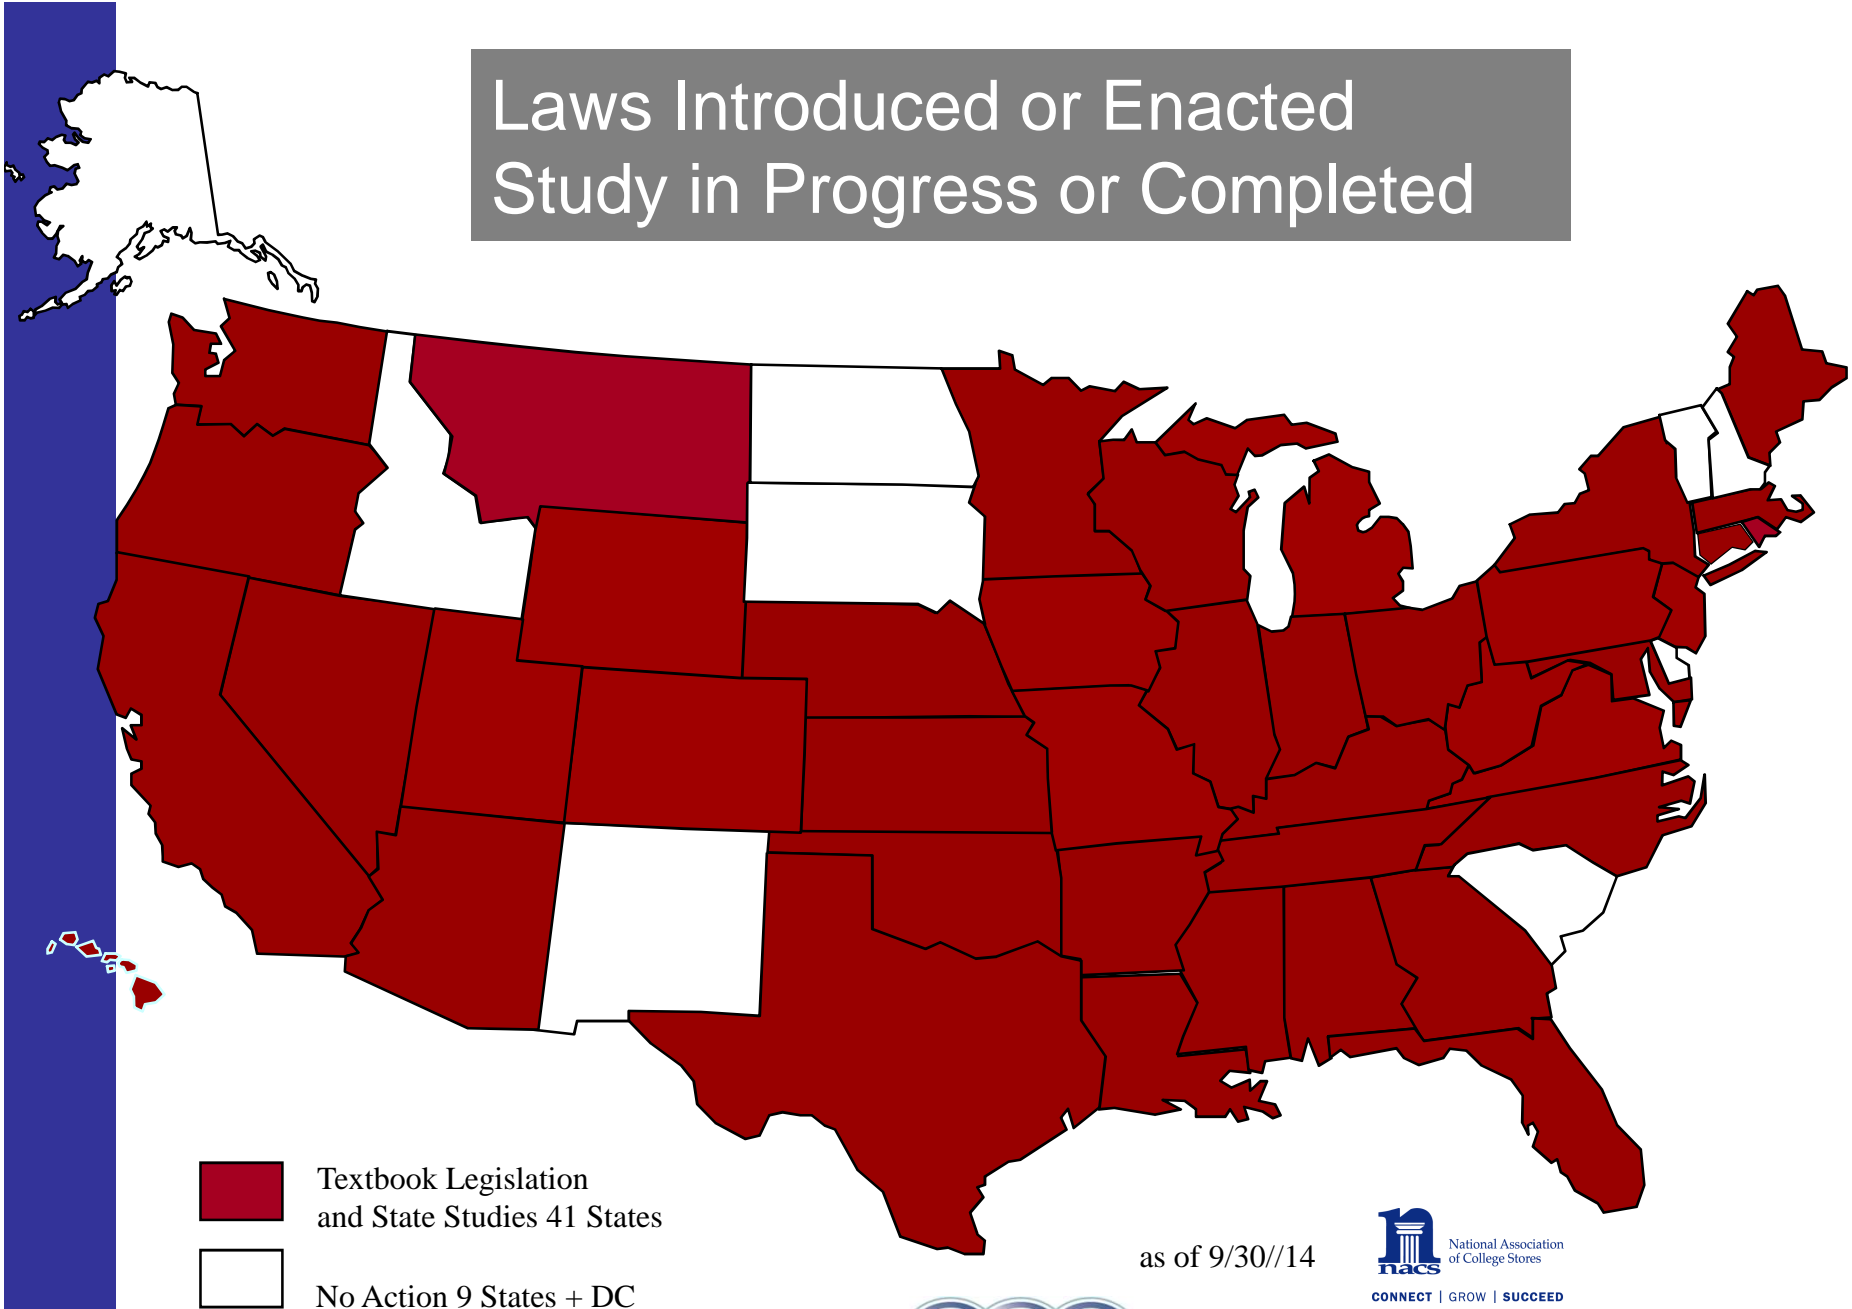 Laws Introduced or Enacted
Study in Progress or Completed
Textbook Legislation
and State Studies 41 States
No Action 9 States + DC
as of 9/30//14
nacs
National Association
of College Stores
CONNECT | GROW | SUCCEED